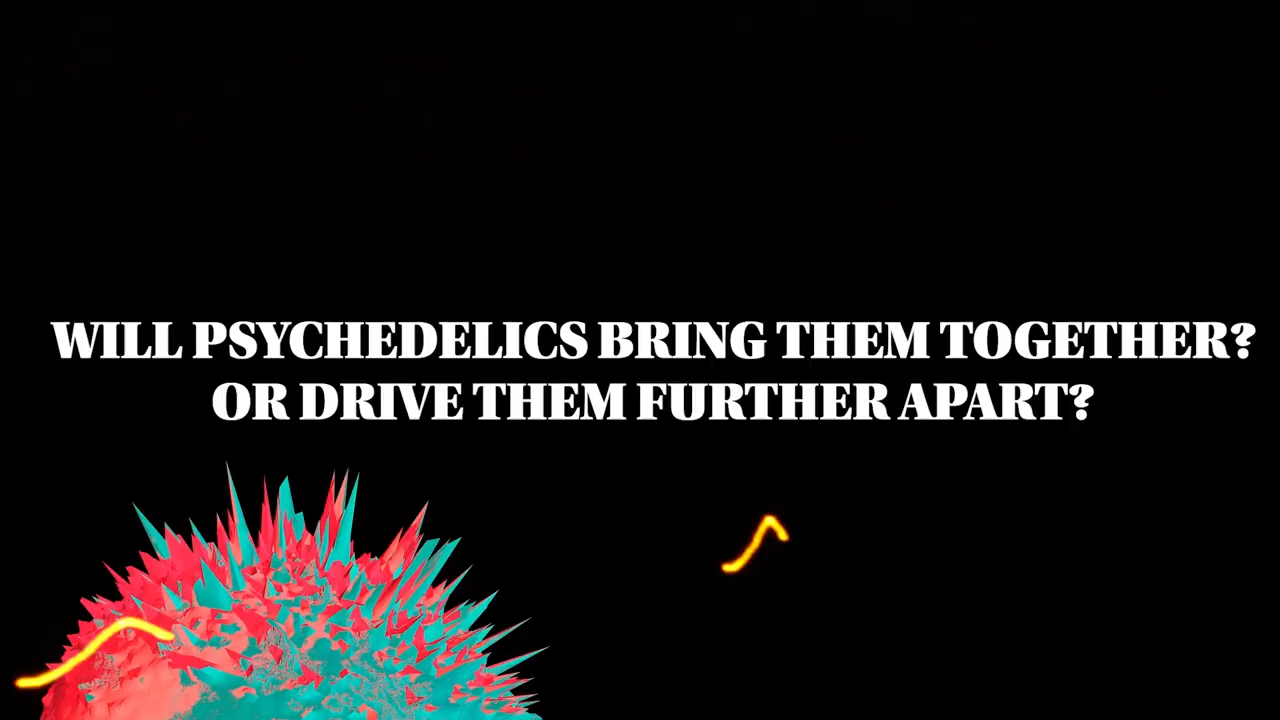 WILL PSYCHEDELICS BRING THEM TOGETHER?
OR DRIVE THEM FURTHER APART?